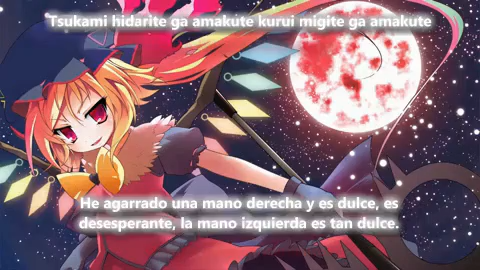 Tsukami hidarite ga amakute kurui migite ga amakute
He agarrado una mano derecha y es dulce, es
desesperante, la mano izquierda es tan dulce.